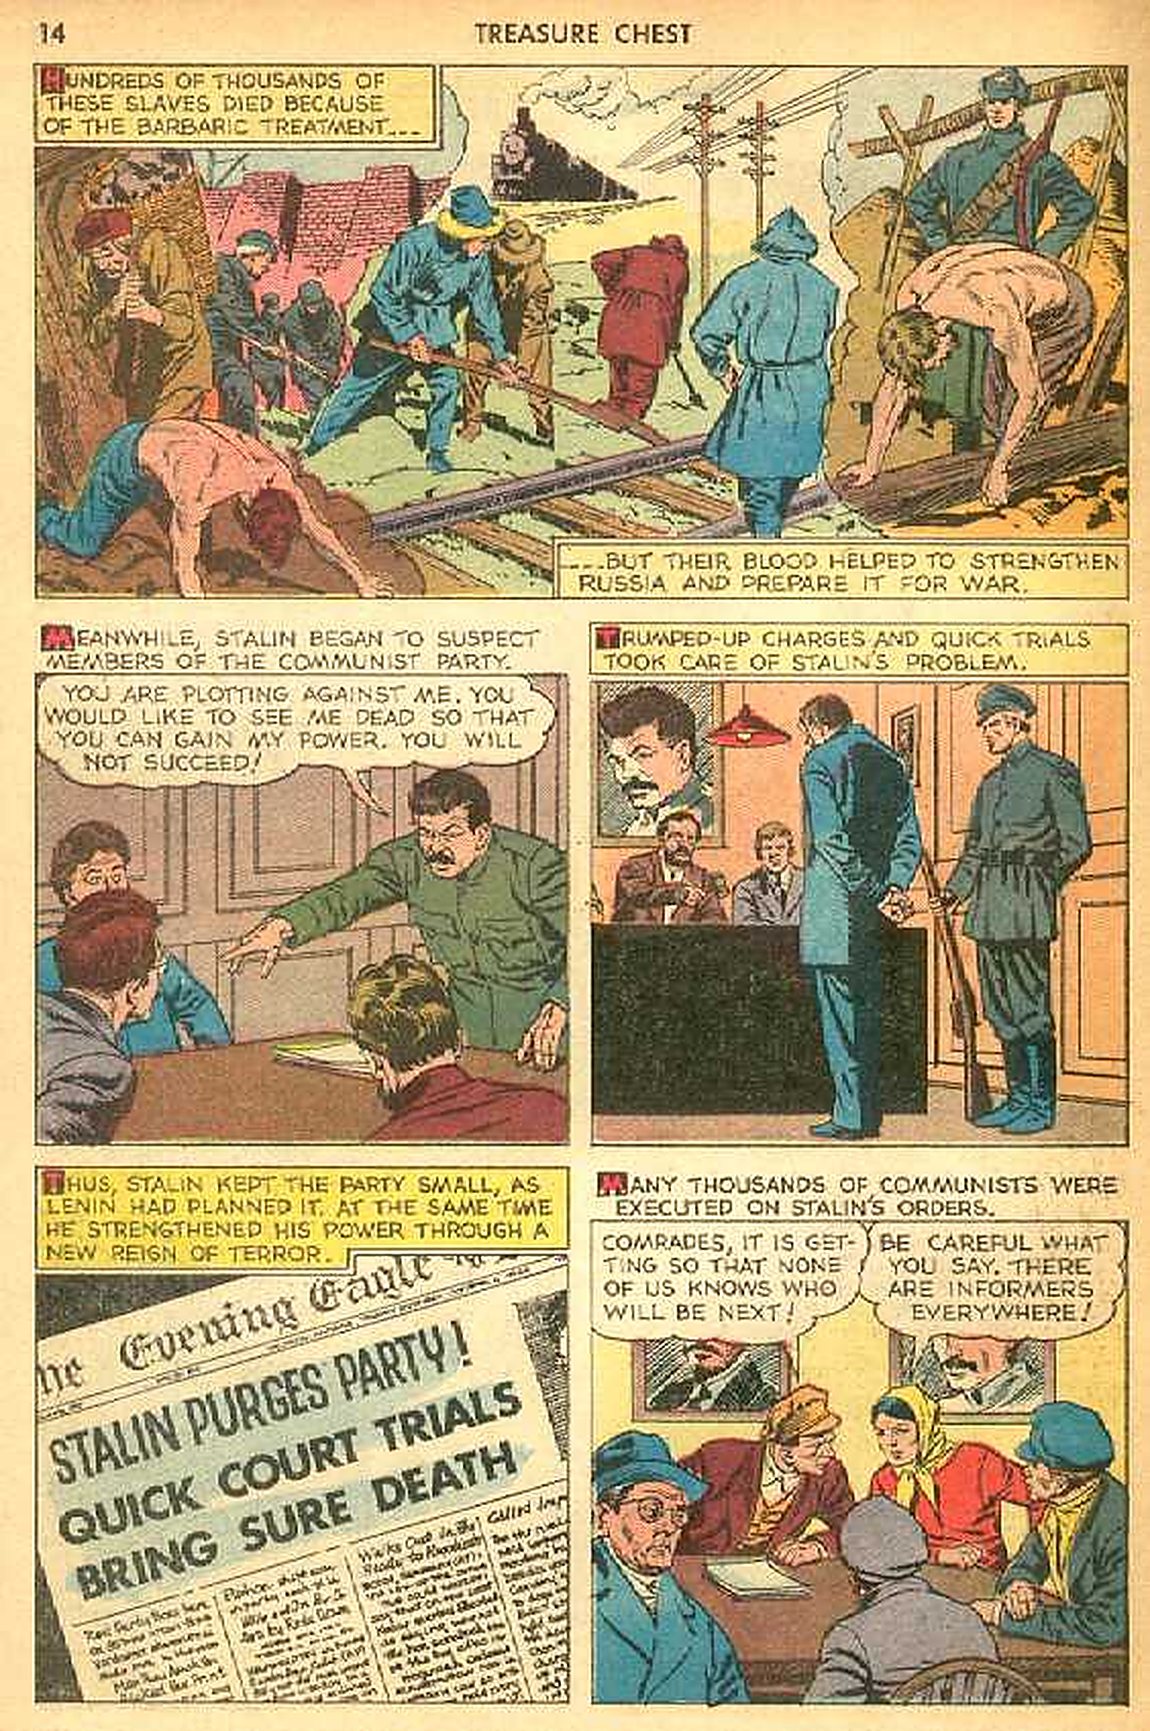 14
TREASURE CHEST
HUNDREDS OF THOUSANDS OF
THESE SLAVES DIED BECAUSE
OF THE BARBARIC TREATMENT...
...BUT THEIR BLOOD HELPED TO STRENGTHEN
RUSSIA AND PREPARE IT FOR WAR.
MEANWHILE, STALIN BEGAN TO SUSPECT
MEMBERS OF THE COMMUNIST PARTY.
YOU ARE PLOTTING AGAINST ME. YOU
WOULD LIKE TO SEE ME DEAD SO THAT
YOU CAN GAIN MY POWER. YOU WILL
NOT SUCCEED!
TRUMPED-UP CHARGES AND QUICK TRIALS
TOOK CARE OF STALIN'S PROBLEM.
THUS, STALIN KEPT THE PARTY SMALL, AS
LENIN HAD PLANNED IT. AT THE SAME TIME
HE STRENGTHENED HIS POWER THROUGH A
NEW REIGN OF TERROR.
he Evening Eagle
STALIN PURGES PARTY!
QUICK COURT TRIALS
BRING SURE DEATH
MANY THOUSANDS OF COMMUNISTS WERE
EXECUTED ON STALIN'S ORDERS.
COMRADES, IT IS GET-
TING SO THAT NONE
OF US KNOWS WHO
WILL BE NEXT!
BE CAREFUL WHAT
YOU SAY. THERE
ARE INFORMERS
EVERYWHERE!